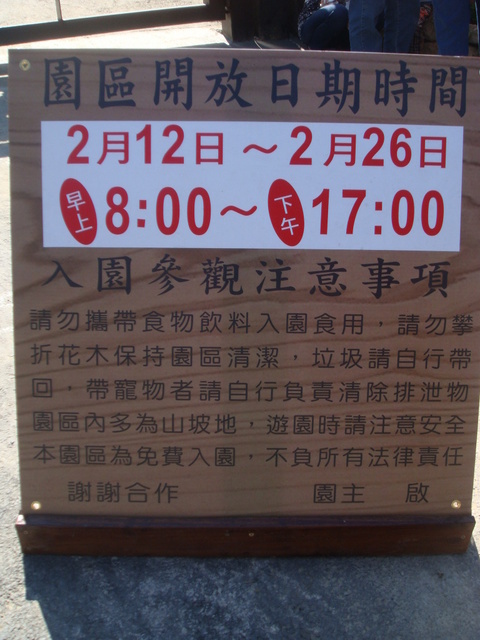 園區開放日期時間
2月12日～2月26日
早上8:00～下午17:00
入園參觀注意事項
請勿攜帶食物飲料入園食用，請勿攀
折花木保持園區清潔，垃圾請自行帶
回，帶寵物者請自行負責清除排泄物
園區內多為山坡地，遊園時請注意安全
本園區為免費入園，不負所有法律責任
謝謝合作 園主 啟